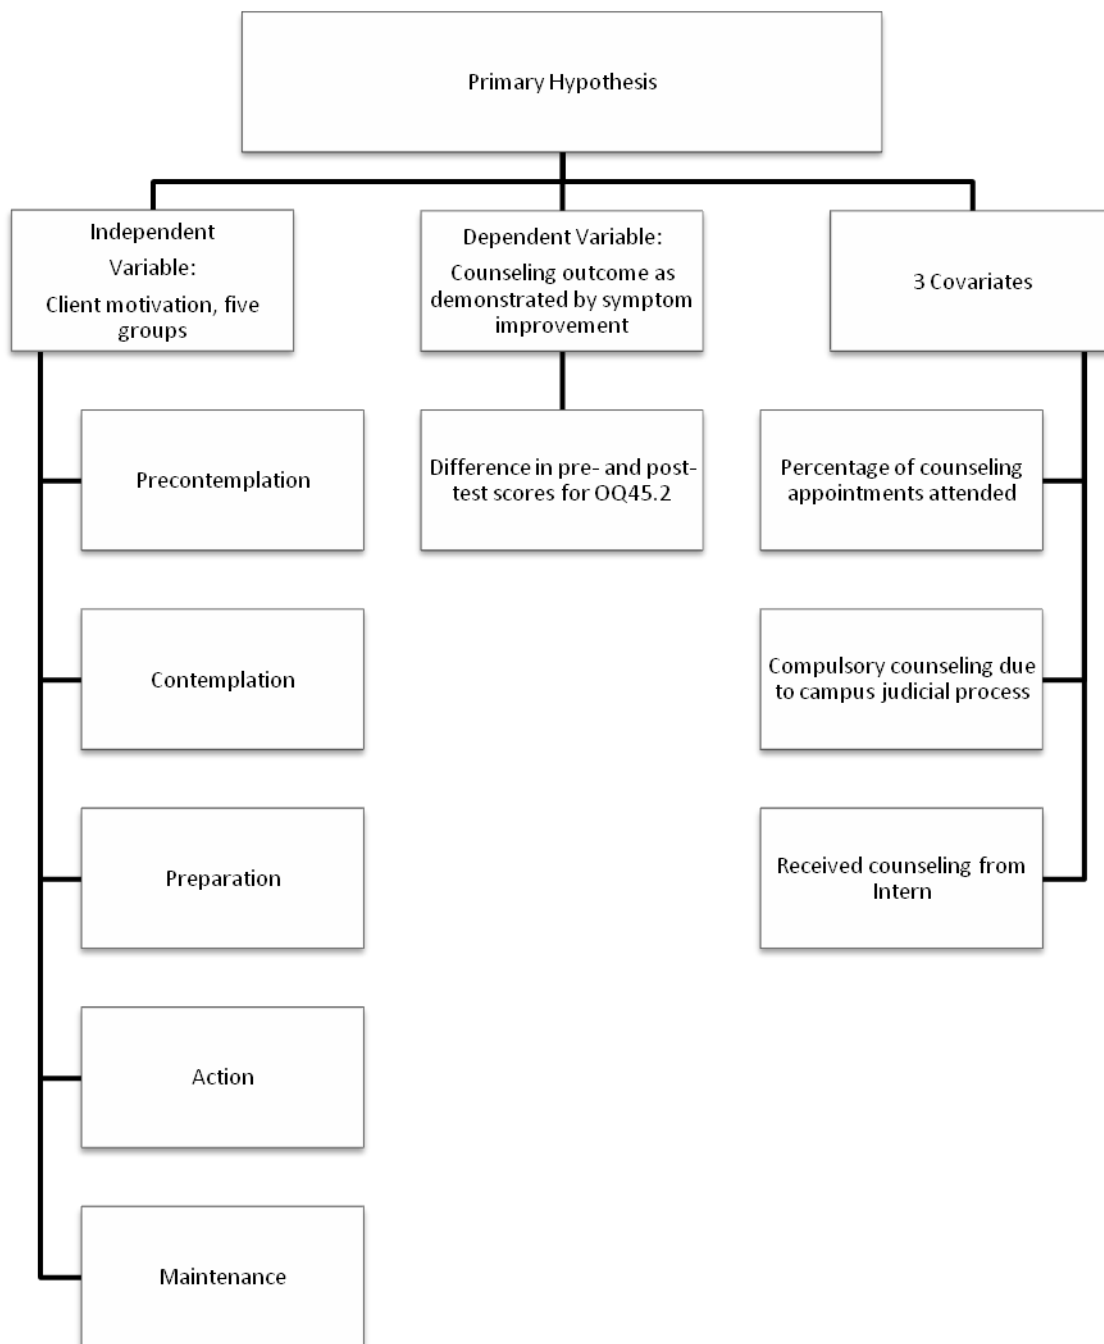 Primary Hypothesis
Independent
Variable:
Client motivation, five
groups
Dependent Variable:
Counseling outcome as
demonstrated by symptom
improvement
3 Covariates
Precontemplation
Difference in pre- and post-
test scores for OQ45.2
Percentage of counseling
appointments attended
Contemplation
Compulsory counseling due
to campus judicial process
Preparation
Received counseling from
Intern
Action
Maintenance